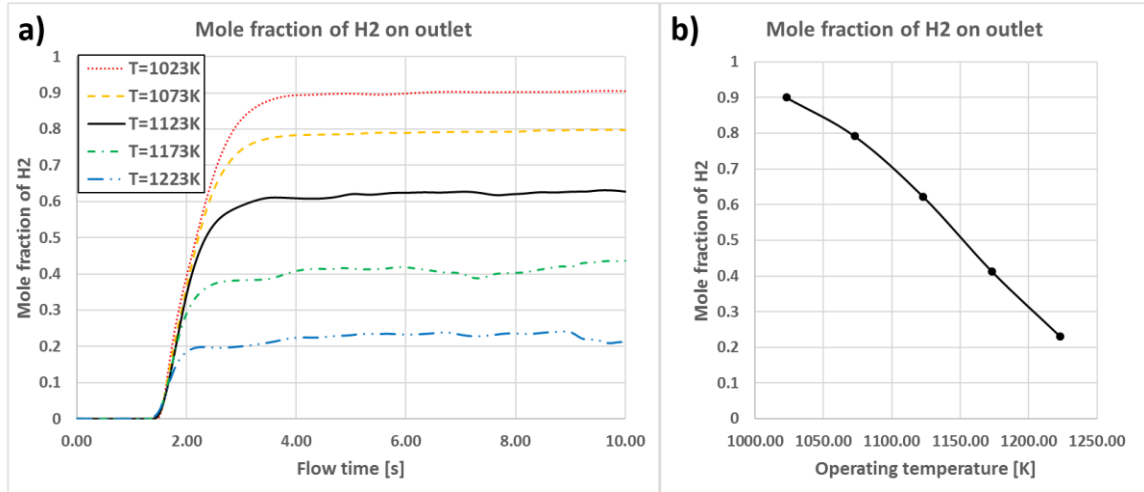 a)
Mole fraction of H2 on outlet
Mole fraction of H2
1
0.9
0.8
0.7
0.6
0.5
0.4
0.3
0.2
0.1
0
T=1023K
T=1073K
T=1123K
T=1173K
T=1223K
0.00 2.00 4.00 6.00 8.00 10.00
Flow time [s]
b)
Mole fraction of H2 on outlet
Mole fraction of H2
1
0.9
0.8
0.7
0.6
0.5
0.4
0.3
0.2
0.1
0
1000.00 1050.00 1100.00 1150.00 1200.00 1250.00
Operating temperature [K]